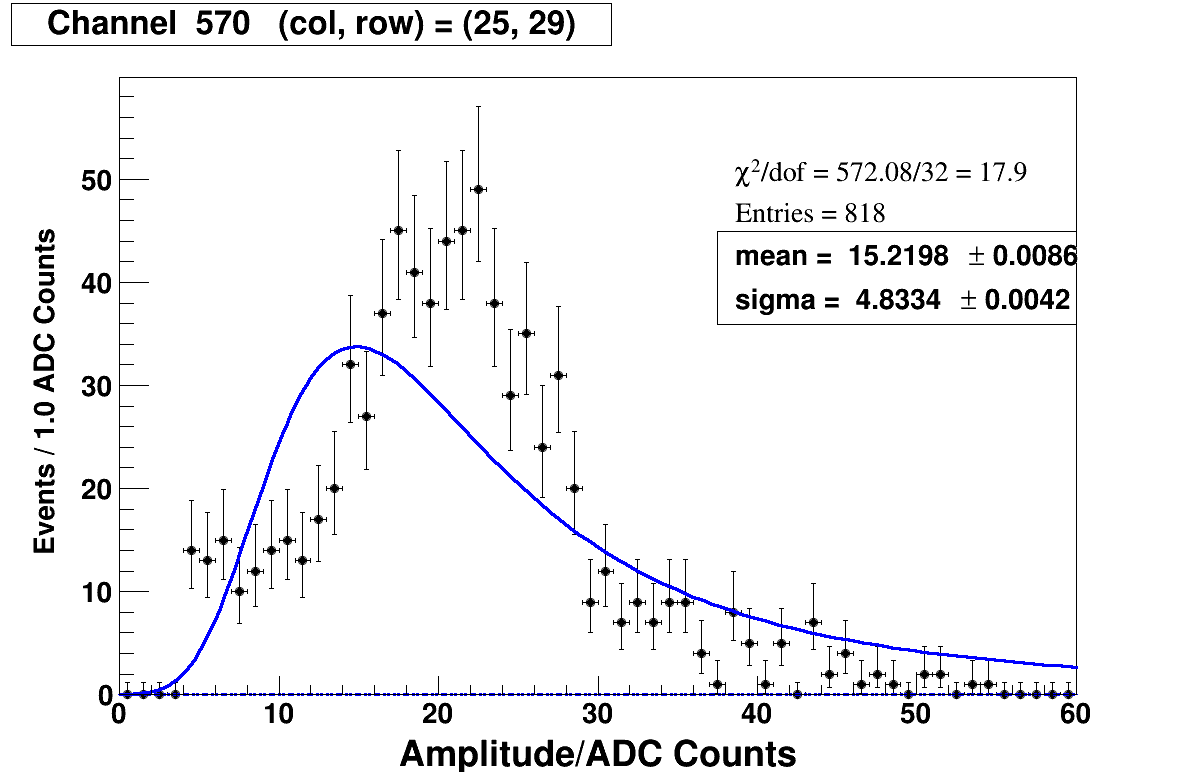 Channel 570 (col, row) = (25, 29)
χ²/dof = 572.08/32 = 17.9
Entries = 818
mean = 15.2198 ± 0.0086
sigma = 4.8334 ± 0.0042
Events / 1.0 ADC Counts
50
40
30
20
10
0
0 10 20 30 40 50 60
Amplitude/ADC Counts